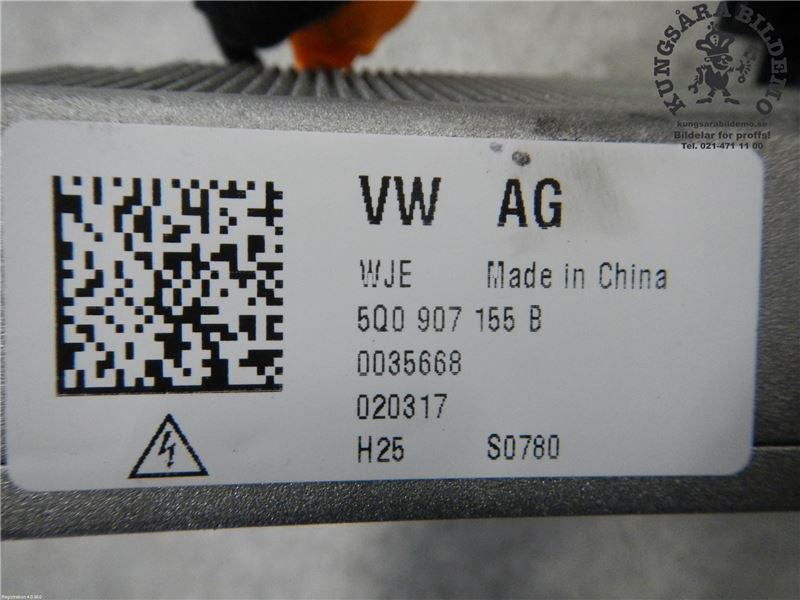 KUNGSÅRA BILDEMO
kungsarabildemo.se
Bildelar för proffs!
Tel. 021-471 11 00
VW AG
WJE Made in China
5Q0 907 155 B
0035668
020317
H25 S0780